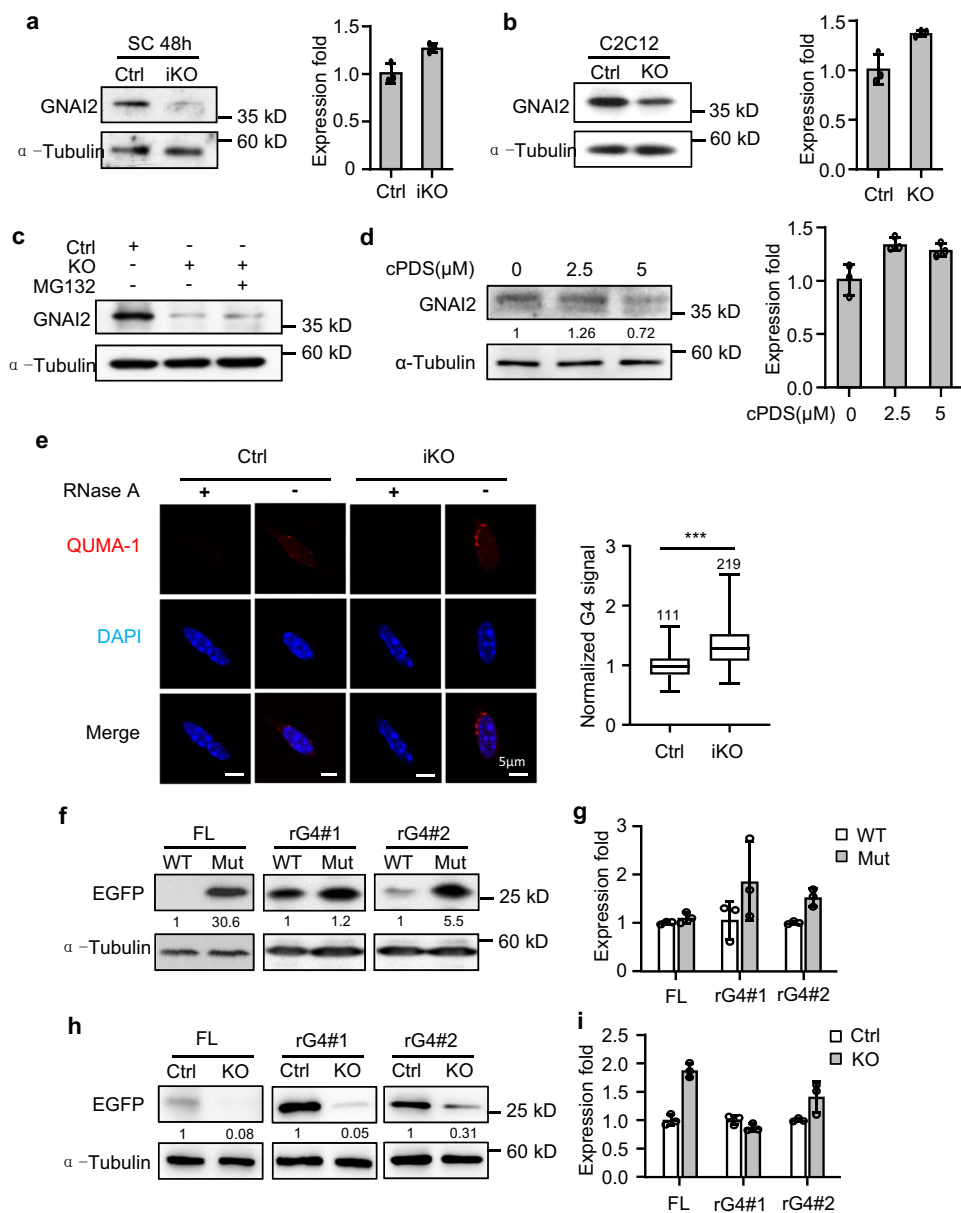 a
SC 48h
Ctrl iKO
GNAI2
35 kD
60 kD
α-Tubulin
Expression fold
1.5
1.0
0.5
0
Ctrl iKO
b
C2C12
Ctrl KO
GNAI2
35 kD
60 kD
α-Tubulin
Expression fold
1.5
1.0
0.5
0
Ctrl KO
c
Ctrl + - -
KO - + +
MG132 - - +
GNAI2
35 kD
60 kD
α-Tubulin
d
cPDS(μM) 0 2.5 5
GNAI2
35 kD
1 1.26 0.72
60 kD
α-Tubulin
Expression fold
1.5
1.0
0.5
0.0
cPDS(μM) 0 2.5 5
e
Ctrl iKO
RNase A + - + -
QUMA-1
DAPI
Merge
5μm
Normalized G4 signal
3
2
1
0
***
111
219
Ctrl iKO
f
FL rG4#1 rG4#2
WT Mut WT Mut WT Mut
EGFP
25 kD
1 30.6 1 1.2 1 5.5
60 kD
α-Tubulin
g
Expression fold
3
2
1
0
WT
Mut
FL rG4#1 rG4#2
h
FL rG4#1 rG4#2
Ctrl KO Ctrl KO Ctrl KO
EGFP
25 kD
1 0.08 1 0.05 1 0.31
60 kD
α-Tubulin
i
Expression fold
2.5
2.0
1.5
1.0
0.5
0.0
Ctrl
KO
FL rG4#1 rG4#2